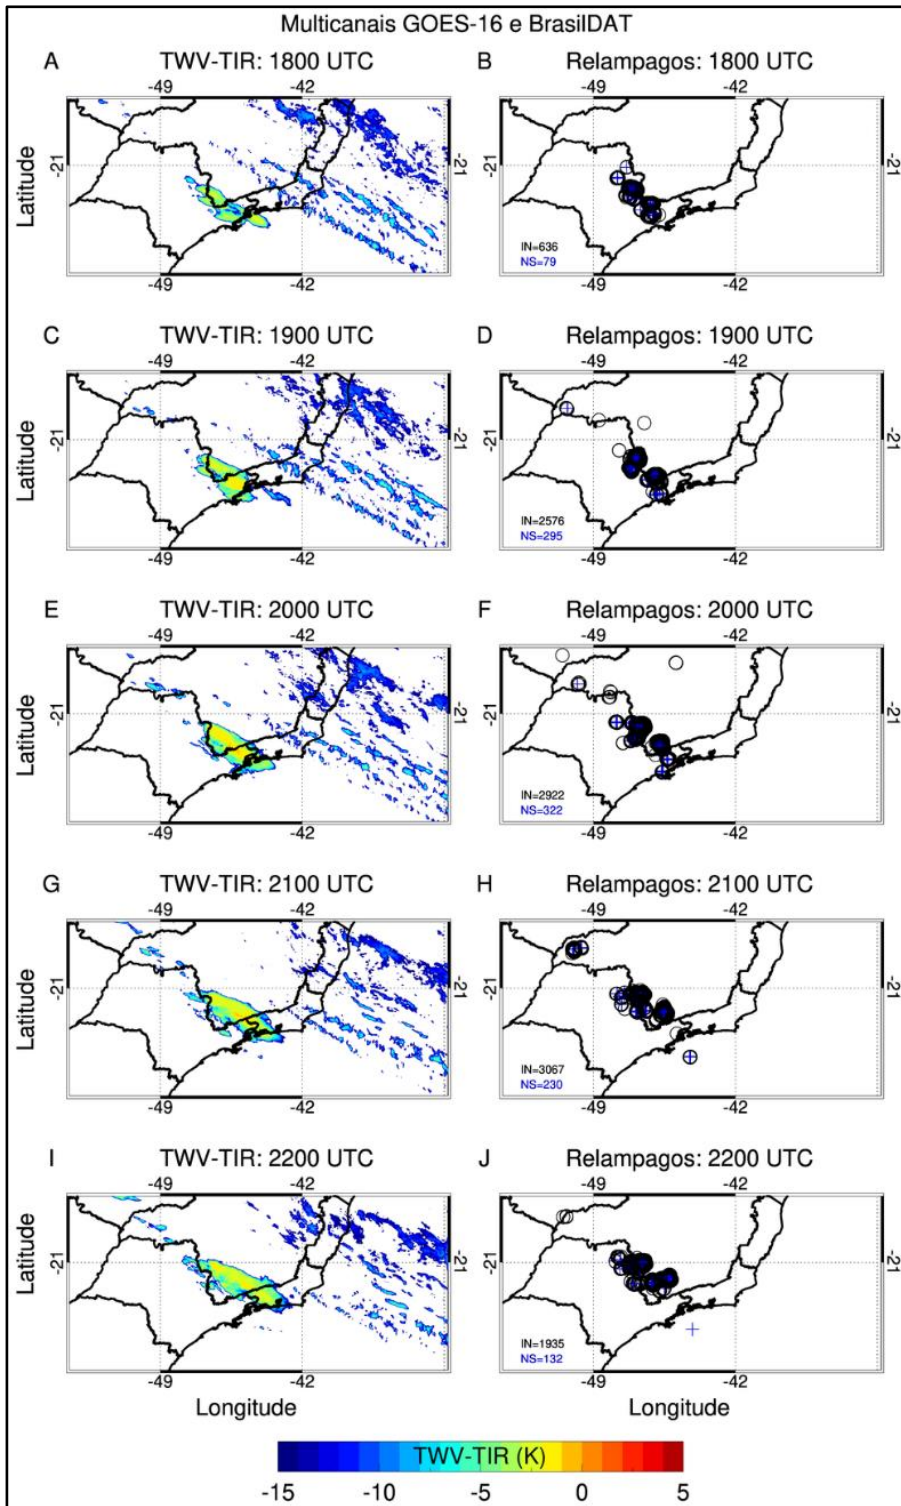 Multicanais GOES-16 e BrasilDAT
A TWV-TIR: 1800 UTC B Relampagos: 1800 UTC
-49 -42 -49 -42
Latitude -21 -21 -21
IN=636
NS=79
-49 -42 -49 -42
C TWV-TIR: 1900 UTC D Relampagos: 1900 UTC
-49 -42 -49 -42
Latitude -21 -21 -21
IN=2576
NS=295
-49 -42 -49 -42
E TWV-TIR: 2000 UTC F Relampagos: 2000 UTC
-49 -42 -49 -42
Latitude -21 -21 -21
IN=2922
NS=322
-49 -42 -49 -42
G TWV-TIR: 2100 UTC H Relampagos: 2100 UTC
-49 -42 -49 -42
Latitude -21 -21 -21
IN=3067
NS=230
-49 -42 -49 -42
I TWV-TIR: 2200 UTC J Relampagos: 2200 UTC
-49 -42 -49 -42
Latitude -21 -21 -21
IN=1935
NS=132
-49 -42 -49 -42
Longitude Longitude
TWV-TIR (K)
-15 -10 -5 0 5